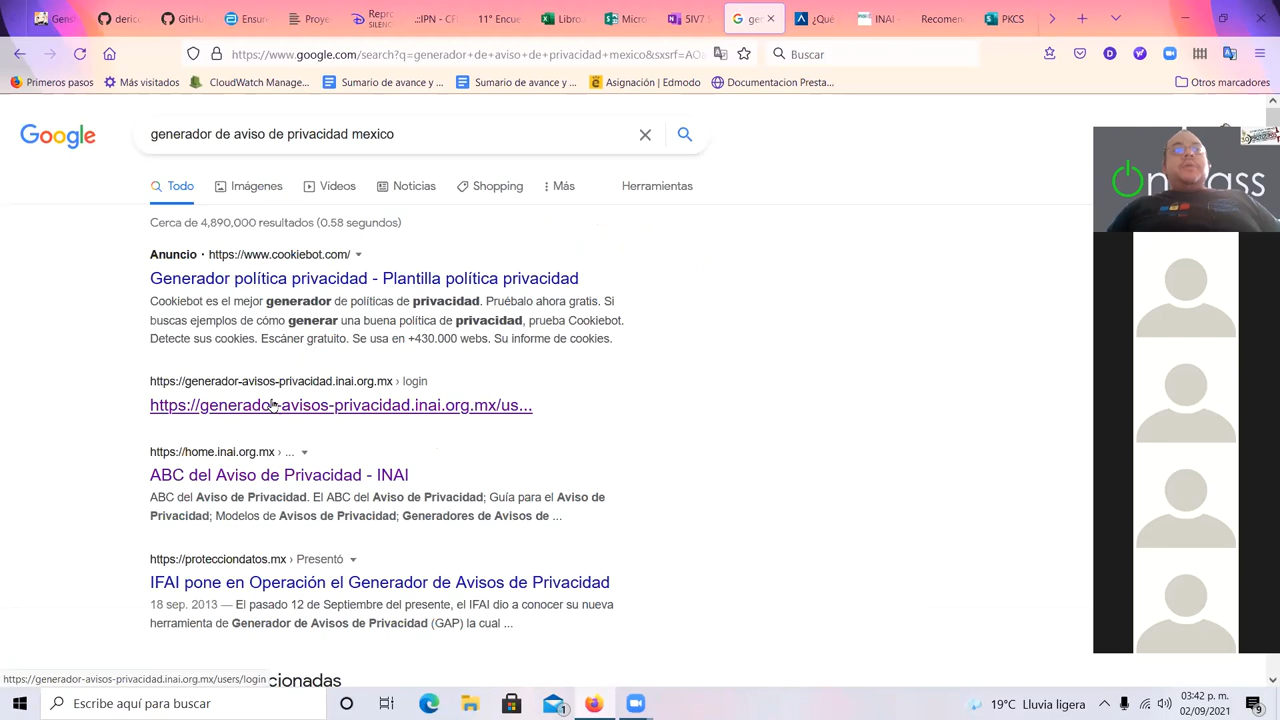 Gestió
deric
GitHub
Ensti
Proye
Repro
SILENC
.::IPN - CF
11° Encue
Libro
Micro
5IV7 S
ge
¿Qué
INAI -
Recomen
PKCS
https://www.google.com/search?q=generador+de+aviso+de+privacidad+mexico&sxsrf=AOa
Buscar
Primeros pasos
Más visitados
CloudWatch Manage...
Sumario de avance y ...
Sumario de avance y ...
Asignación | Edmodo
Documentacion Presta...
Otros marcadores
Google
generador de aviso de privacidad mexico
Todo
Imágenes
Videos
Noticias
Shopping
Más
Herramientas
Cerca de 4,890,000 resultados (0.58 segundos)
Anuncio · https://www.cookiebot.com/
Generador política privacidad - Plantilla política privacidad
Cookiebot es el mejor generador de políticas de privacidad. Pruébalo ahora gratis. Si
buscas ejemplos de cómo generar una buena política de privacidad, prueba Cookiebot.
Detecte sus cookies. Escáner gratuito. Se usa en +430.000 webs. Su informe de cookies.
https://generador-avisos-privacidad.inai.org.mx › login
https://generador-avisos-privacidad.inai.org.mx/us...
https://home.inai.org.mx › ...
ABC del Aviso de Privacidad - INAI
ABC del Aviso de Privacidad. El ABC del Aviso de Privacidad; Guía para el Aviso de
Privacidad; Modelos de Avisos de Privacidad; Generadores de Avisos de ...
https://protecciondatos.mx › Presentó
IFAI pone en Operación el Generador de Avisos de Privacidad
18 sep. 2013 — El pasado 12 de Septiembre del presente, el IFAI dio a conocer su nueva
herramienta de Generador de Avisos de Privacidad (GAP) la cual ...
https://generador-avisos-privacidad.inai.org.mx/users/login
cionadas
Escribe aquí para buscar
1
19°C Lluvia ligera
03:42 p. m.
02/09/2021
9